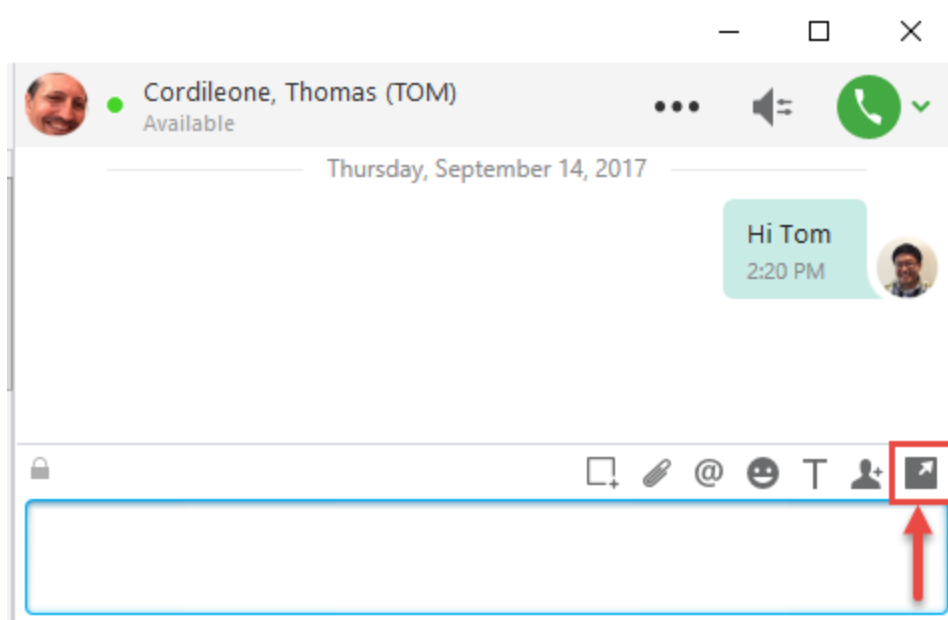 Cordileone, Thomas (TOM)
Available
Thursday, September 14, 2017
Hi Tom
2:20 PM